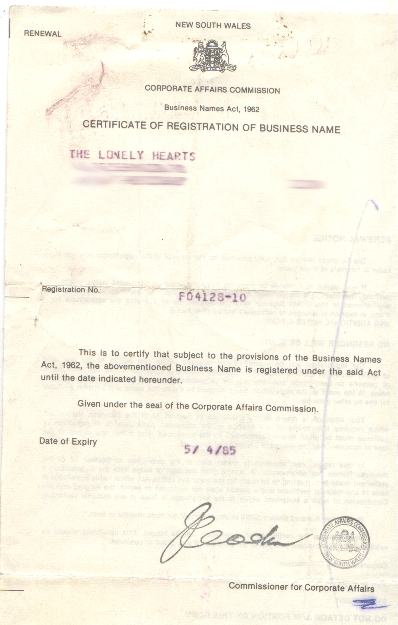 NEW SOUTH WALES
RENEWAL
CORPORATE AFFAIRS COMMISSION
Business Names Act, 1962
CERTIFICATE OF REGISTRATION OF BUSINESS NAME
THE LONELY HEARTS
Registration No.
F04128-10
This is to certify that subject to the provisions of the Business Names
Act, 1962, the abovementioned Business Name is registered under the said Act
until the date indicated hereunder.
Given under the seal of the Corporate Affairs Commission.
Date of Expiry
5/ 4/85
Commissioner for Corporate Affairs